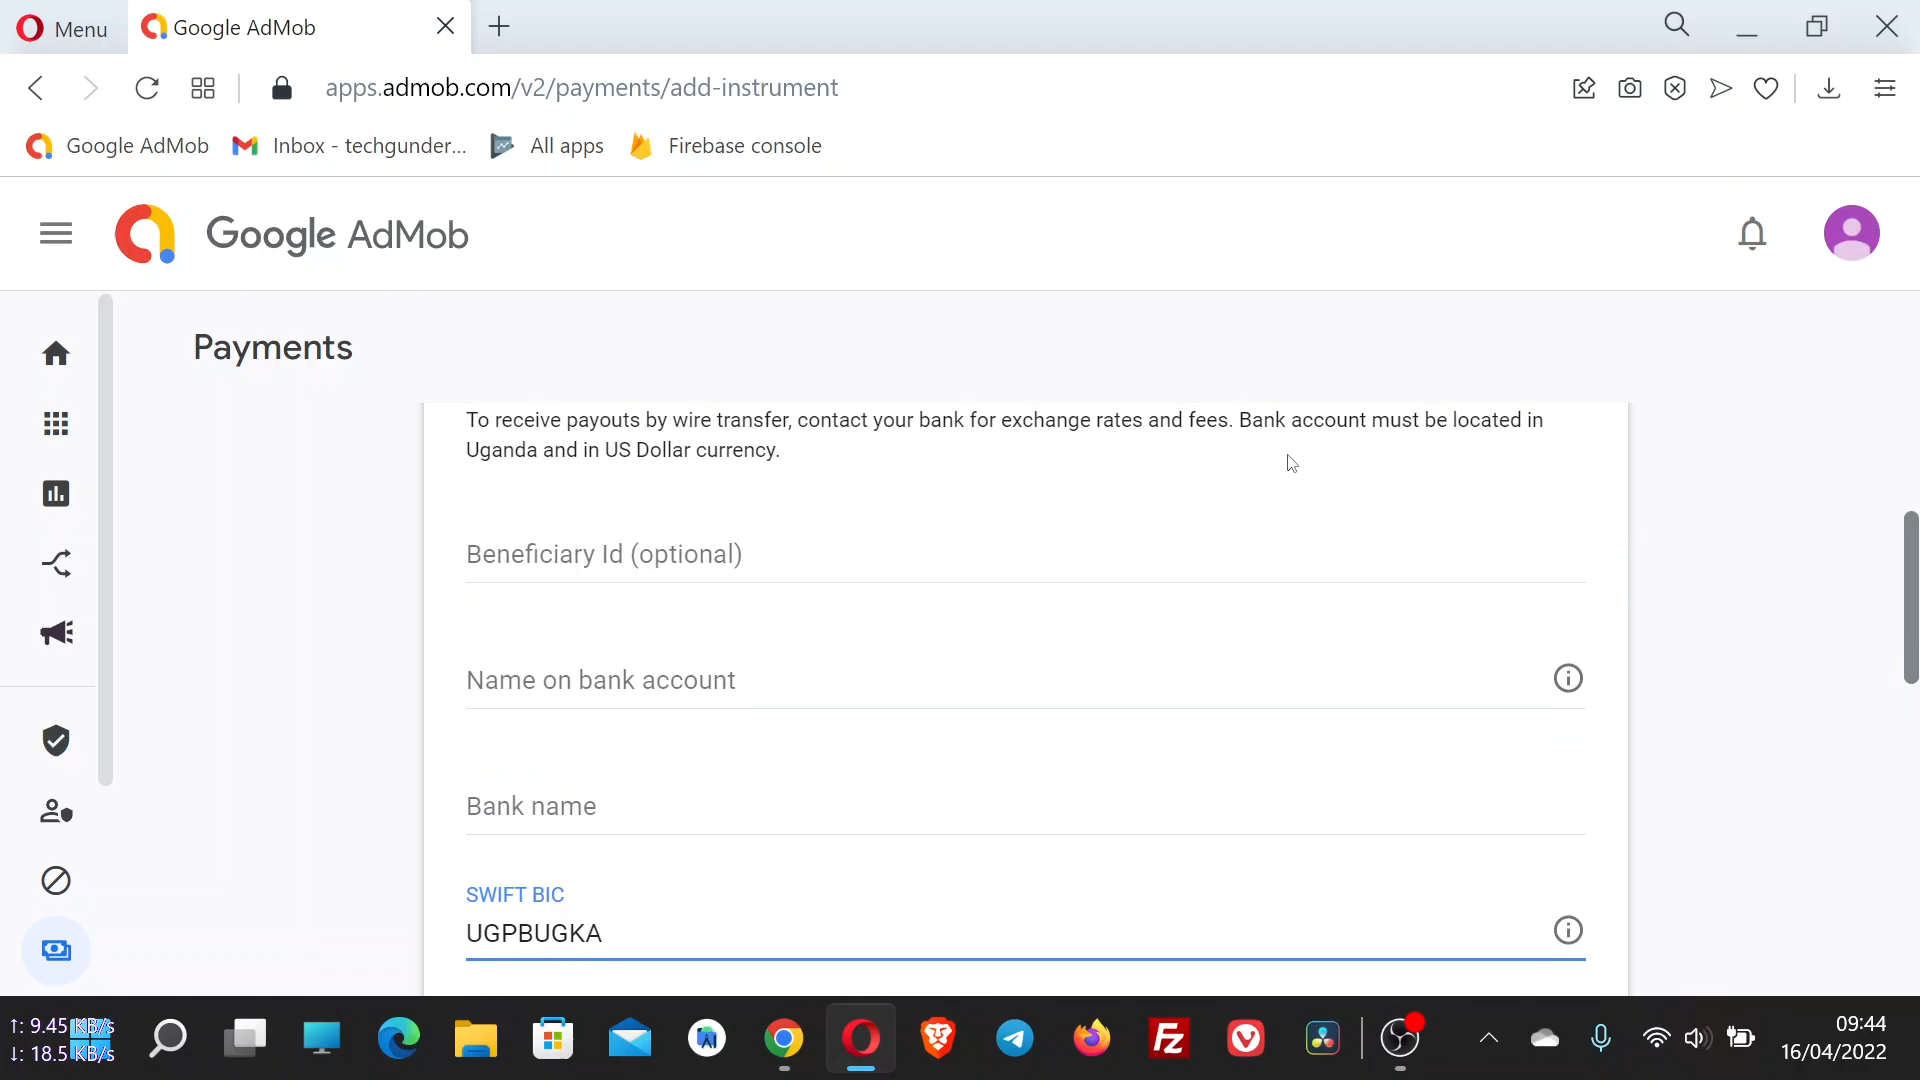 Menu
Google AdMob
apps.admob.com/v2/payments/add-instrument
Google AdMob
Inbox - techgunder...
All apps
Firebase console
Google AdMob
Payments
To receive payouts by wire transfer, contact your bank for exchange rates and fees. Bank account must be located in
Uganda and in US Dollar currency.
Beneficiary Id (optional)
Name on bank account
Bank name
SWIFT BIC
UGPBUGKA
↑: 9.45 KB/s
↓: 18.5 KB/s
09:44
16/04/2022